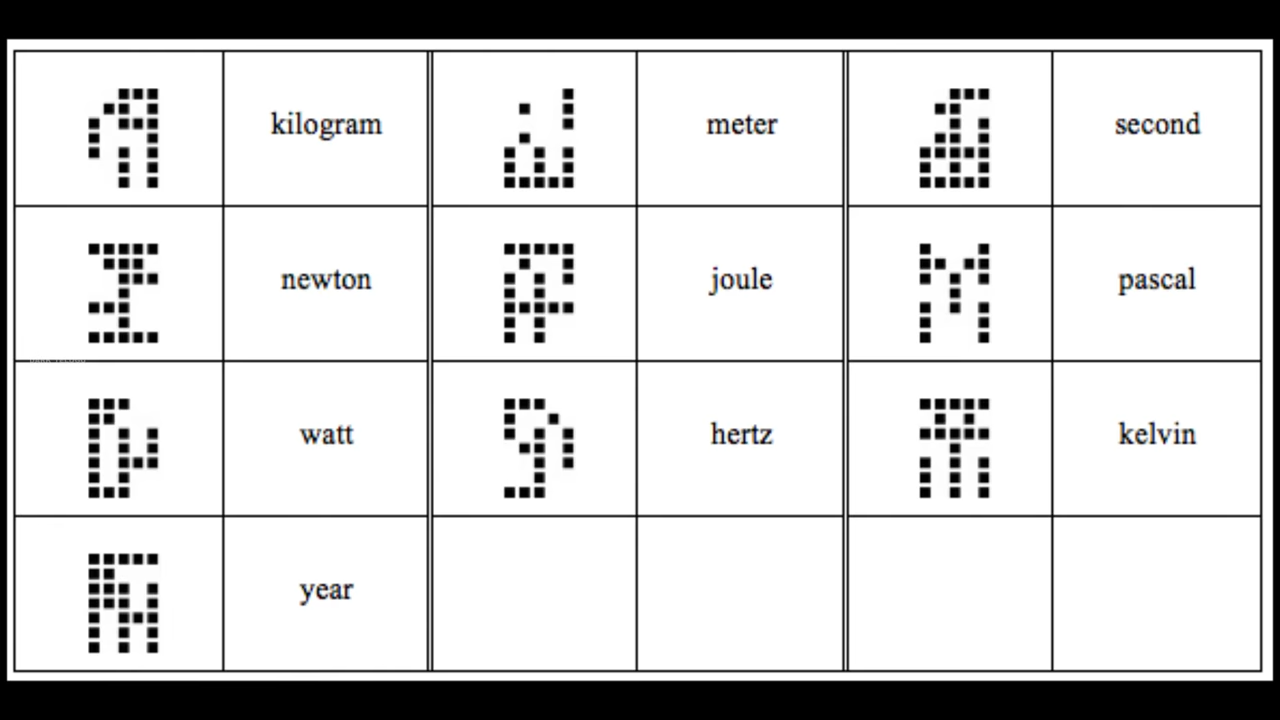 kilogram meter second
newton joule pascal
watt hertz kelvin
year